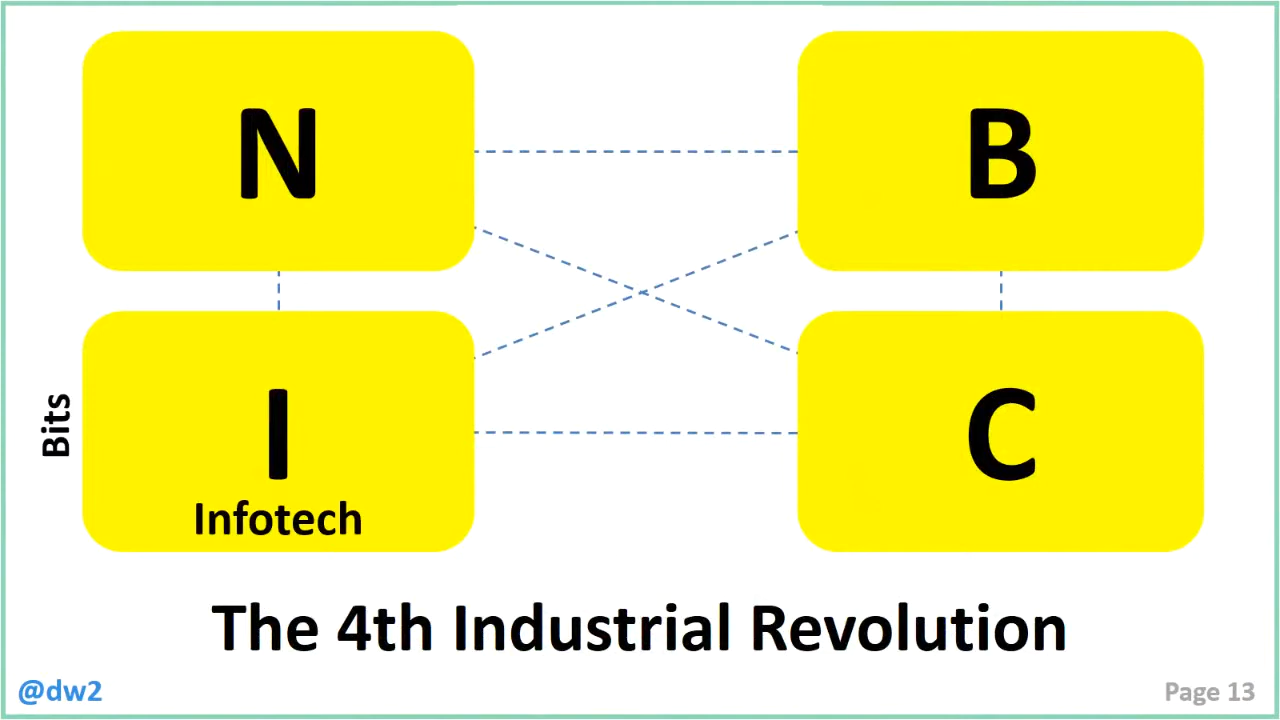 N
B
Bits
I
Infotech
C
The 4th Industrial Revolution
@dw2
Page 13